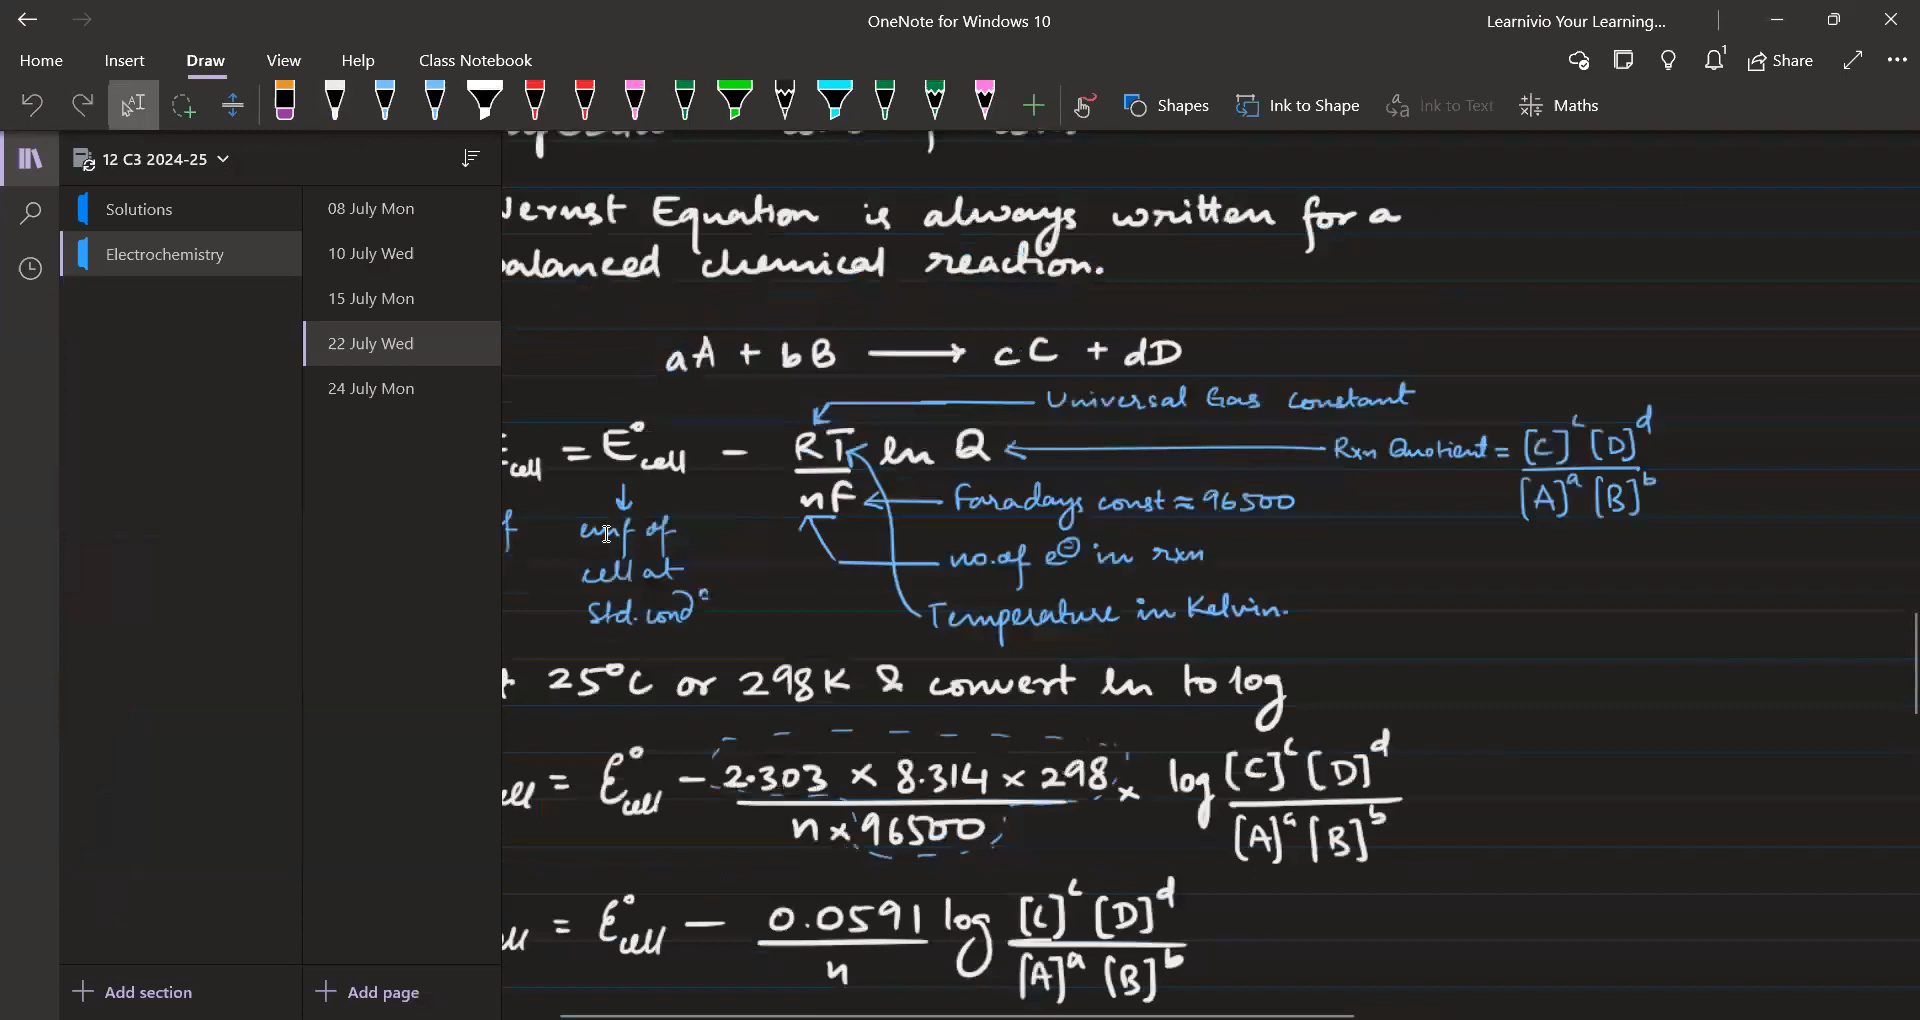 OneNote for Windows 10
Learnivio Your Learning...
Home Insert Draw View Help Class Notebook
Share
Shapes Ink to Shape Ink to Text Maths
12 C3 2024-25
Solutions
Electrochemistry
08 July Mon
10 July Wed
15 July Mon
22 July Wed
24 July Mon
Add section
Add page
Nernst Equation is always written for a
balanced chemical reaction.
aA + bB ⟶ cC + dD
Universal Gas constant
Ecell = E°cell - RT/nF ln Q
Rxn Quotient = [C]^c [D]^d / [A]^a [B]^b
Faradays const ≈ 96500
emf of
cell at
Std. cond^n
no. of e⊖ in rxn
Temperature in Kelvin.
25°C or 298K & convert ln to log
ell = E°cell - 2.303 × 8.314 × 298 / n × 96500 × log [C]^c [D]^d / [A]^a [B]^b
ell = E°cell - 0.0591/n log [C]^c [D]^d / [A]^a [B]^b